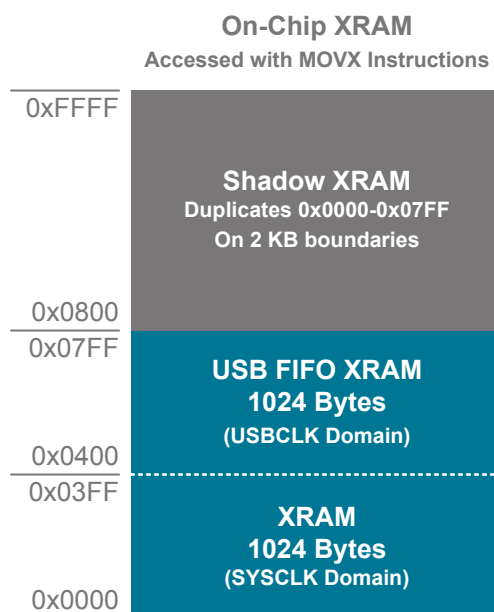 On-Chip XRAM
Accessed with MOVX Instructions
0xFFFF
Shadow XRAM
Duplicates 0x0000-0x07FF
On 2 KB boundaries
0x0800
0x07FF
USB FIFO XRAM
1024 Bytes
(USBCLK Domain)
0x0400
0x03FF
XRAM
1024 Bytes
(SYSCLK Domain)
0x0000